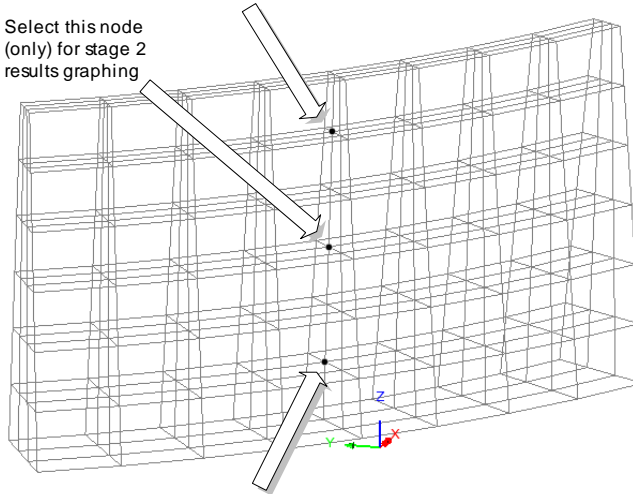 Select this node
(only) for stage 2
results graphing
Z
Y
X